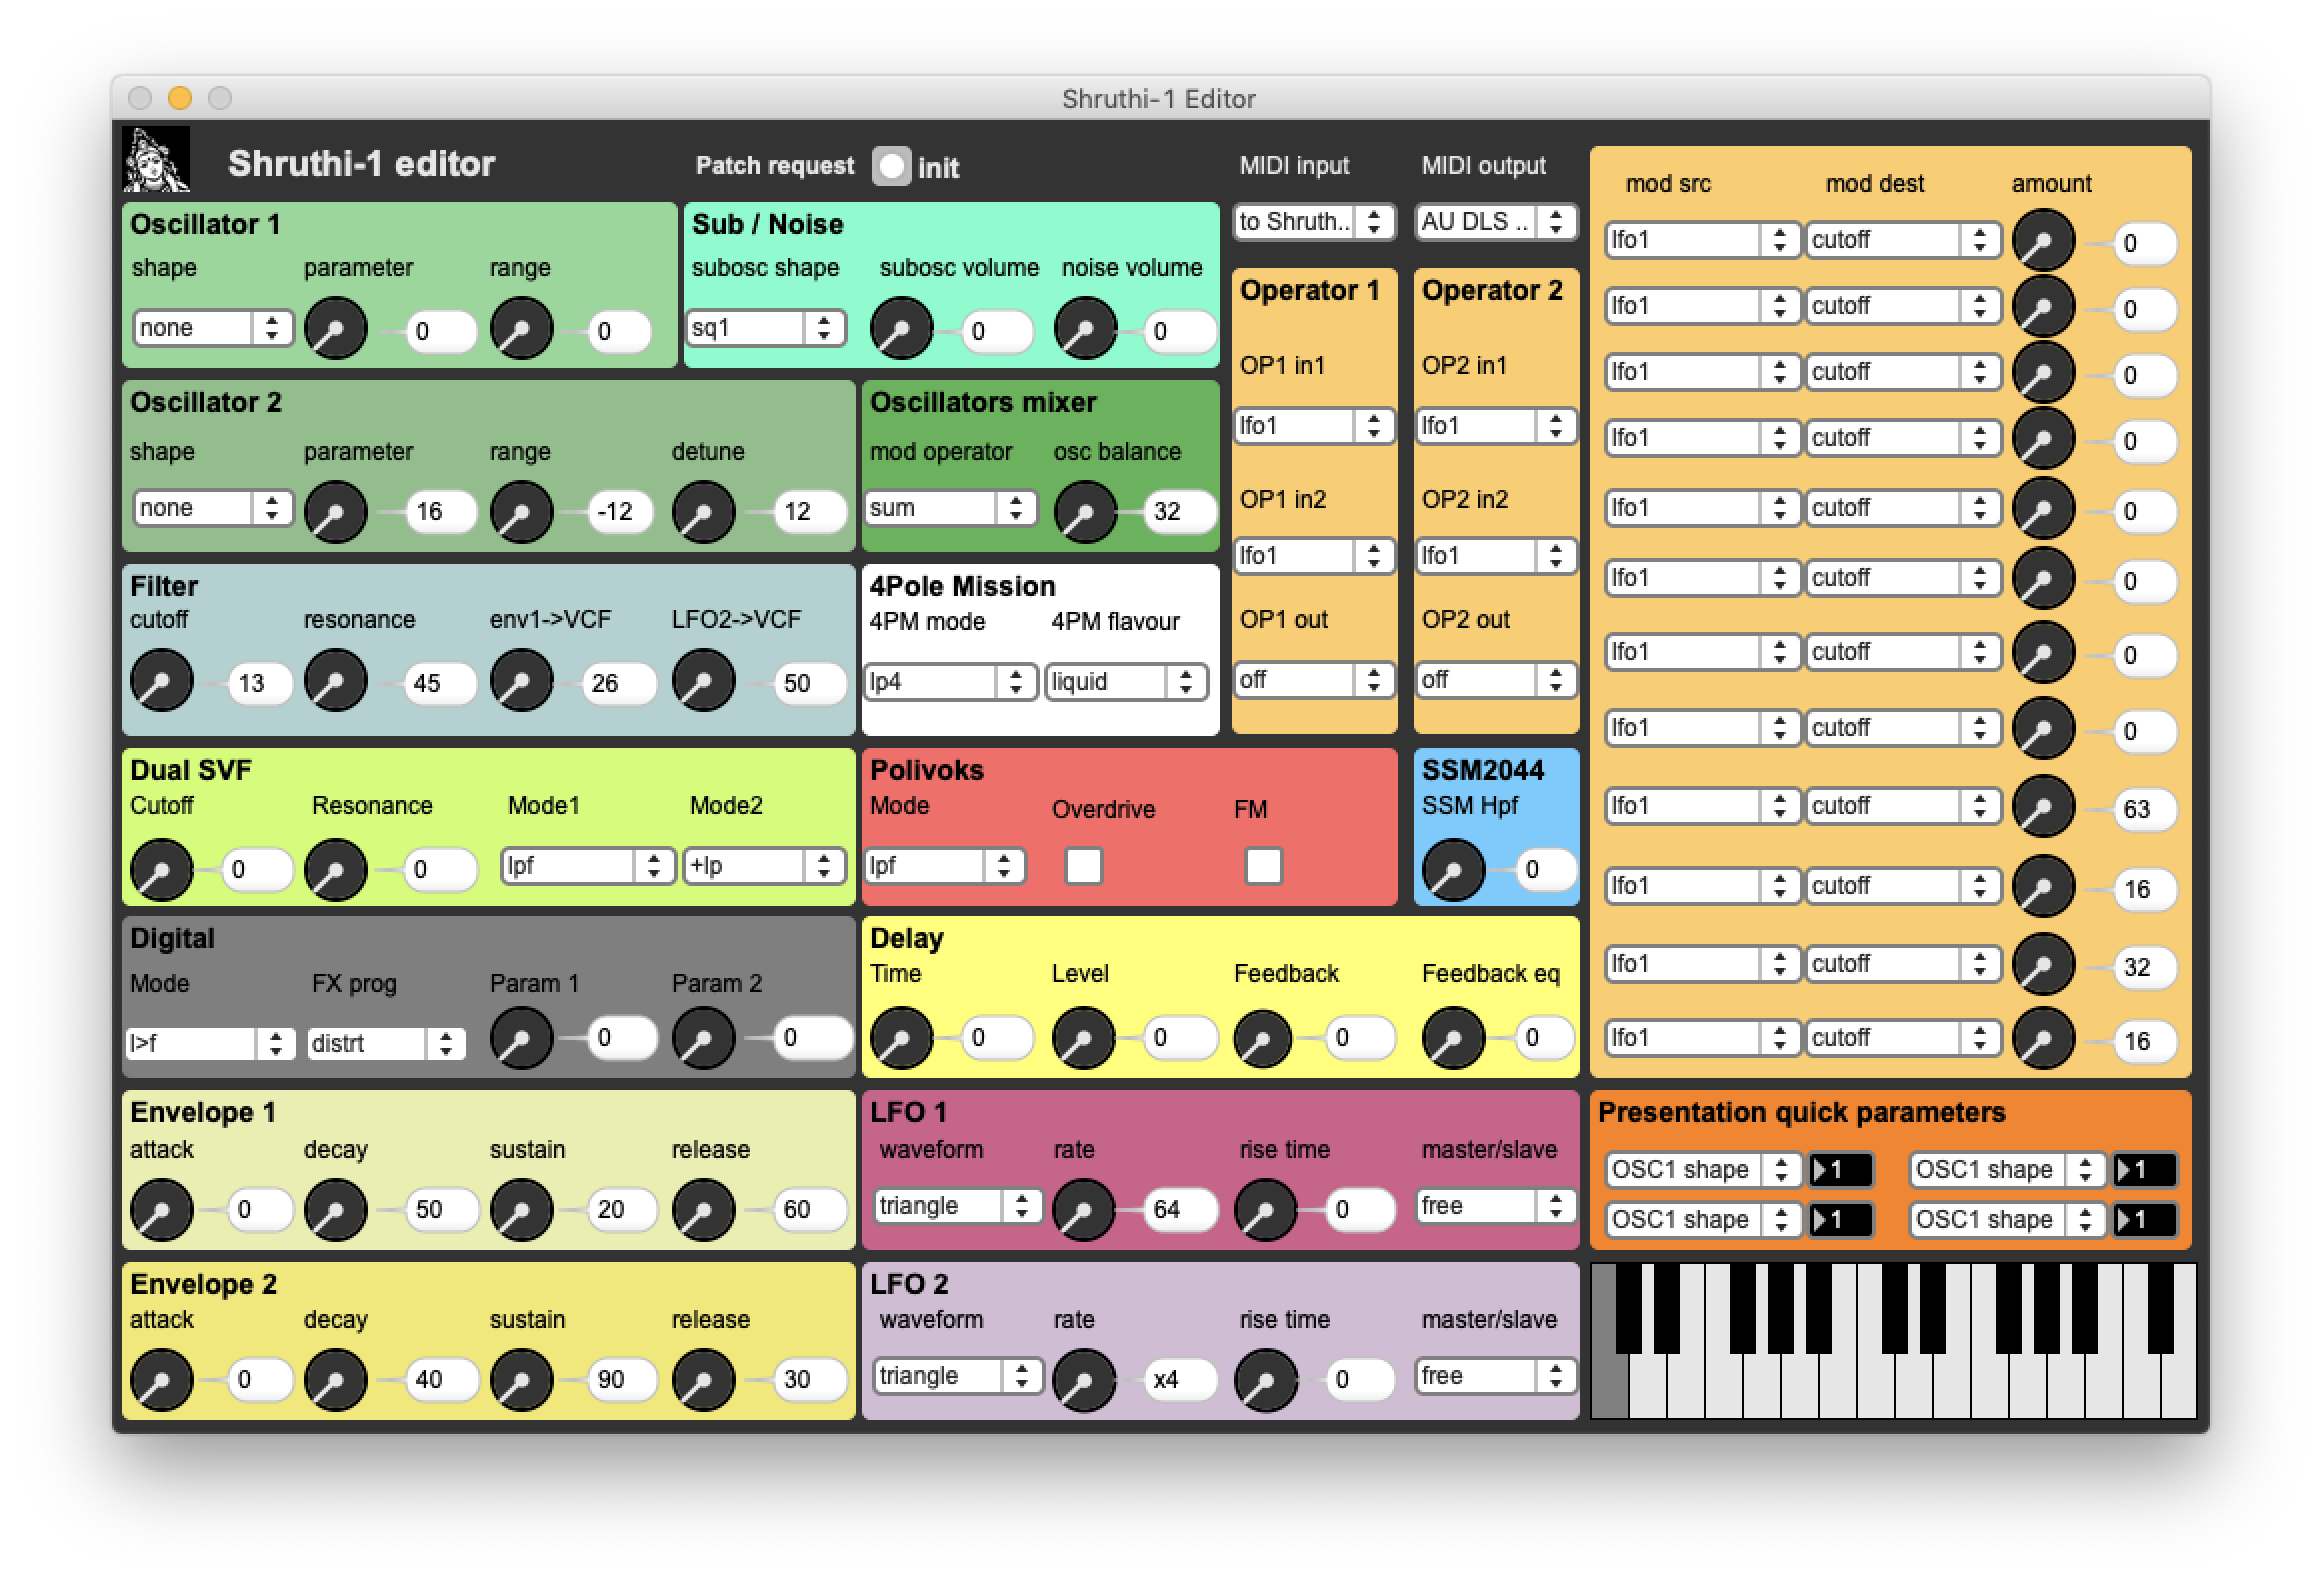 Shruthi-1 Editor
Shruthi-1 editor
Patch request init
MIDI input MIDI output
to Shruth.. AU DLS ..
Oscillator 1
shape parameter range
none 0 0
Sub / Noise
subosc shape subosc volume noise volume
sq1 0 0
Oscillator 2
shape parameter range detune
none 16 -12 12
Oscillators mixer
mod operator osc balance
sum 32
Operator 1
OP1 in1
lfo1
OP1 in2
lfo1
OP1 out
off
Operator 2
OP2 in1
lfo1
OP2 in2
lfo1
OP2 out
off
Filter
cutoff resonance env1->VCF LFO2->VCF
13 45 26 50
4Pole Mission
4PM mode 4PM flavour
lp4 liquid
Dual SVF
Cutoff Resonance Mode1 Mode2
0 0 lpf +lp
Polivoks
Mode Overdrive FM
lpf
SSM2044
SSM Hpf
0
Digital
Mode FX prog Param 1 Param 2
l>f distrt 0 0
Delay
Time Level Feedback Feedback eq
0 0 0 0
Envelope 1
attack decay sustain release
0 50 20 60
LFO 1
waveform rate rise time master/slave
triangle 64 0 free
Envelope 2
attack decay sustain release
0 40 90 30
LFO 2
waveform rate rise time master/slave
triangle x4 0 free
mod src mod dest amount
lfo1 cutoff 0
lfo1 cutoff 0
lfo1 cutoff 0
lfo1 cutoff 0
lfo1 cutoff 0
lfo1 cutoff 0
lfo1 cutoff 0
lfo1 cutoff 0
lfo1 cutoff 63
lfo1 cutoff 16
lfo1 cutoff 32
lfo1 cutoff 16
Presentation quick parameters
OSC1 shape 1 OSC1 shape 1
OSC1 shape 1 OSC1 shape 1